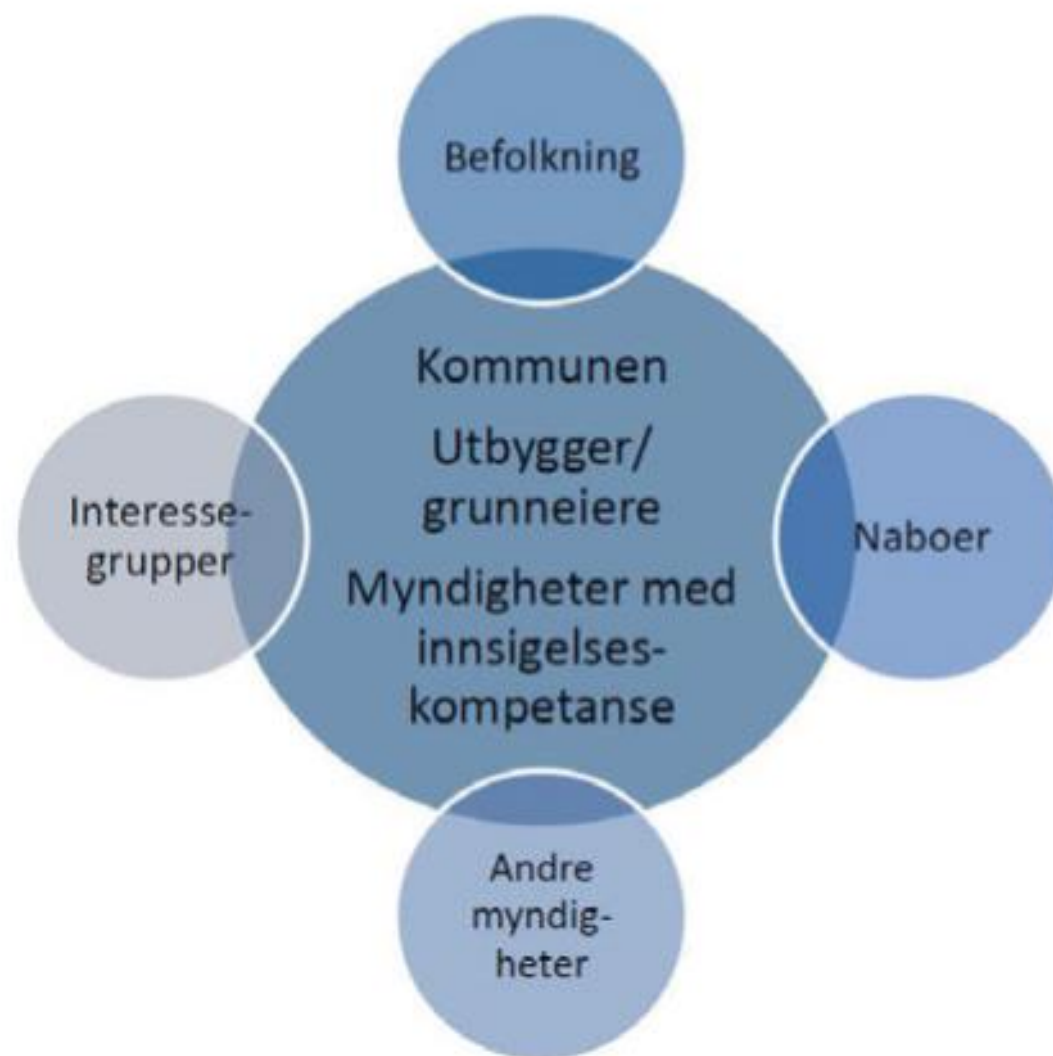 Befolkning
Kommunen
Utbygger/
grunneiere
Myndigheter med
innsigelses-
kompetanse
Interesse-
grupper
Naboer
Andre
myndig-
heter